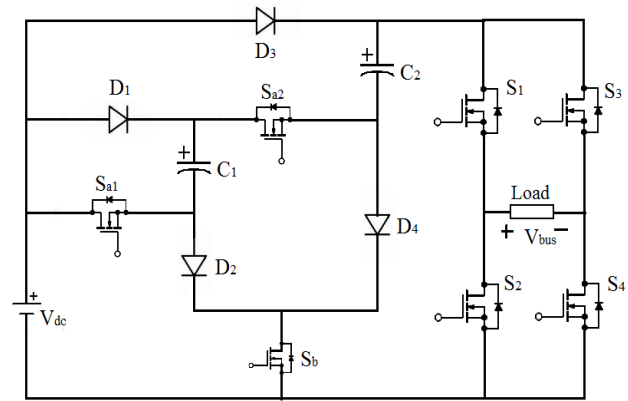 D3
+
C2
S1
S3
D1
Sa2
+
C1
Load
+ Vbus −
Sa1
D4
D2
S2
S4
+
Vdc
Sb